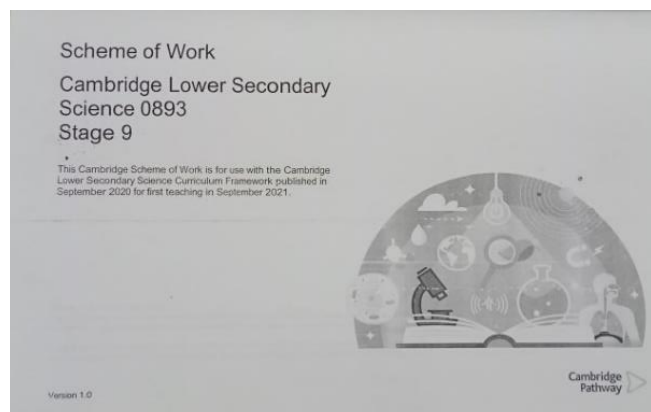 Scheme of Work
Cambridge Lower Secondary
Science 0893
Stage 9
This Cambridge Scheme of Work is for use with the Cambridge
Lower Secondary Science Curriculum Framework published in
September 2020 for first teaching in September 2021.
Cambridge
Pathway
Version 1.0